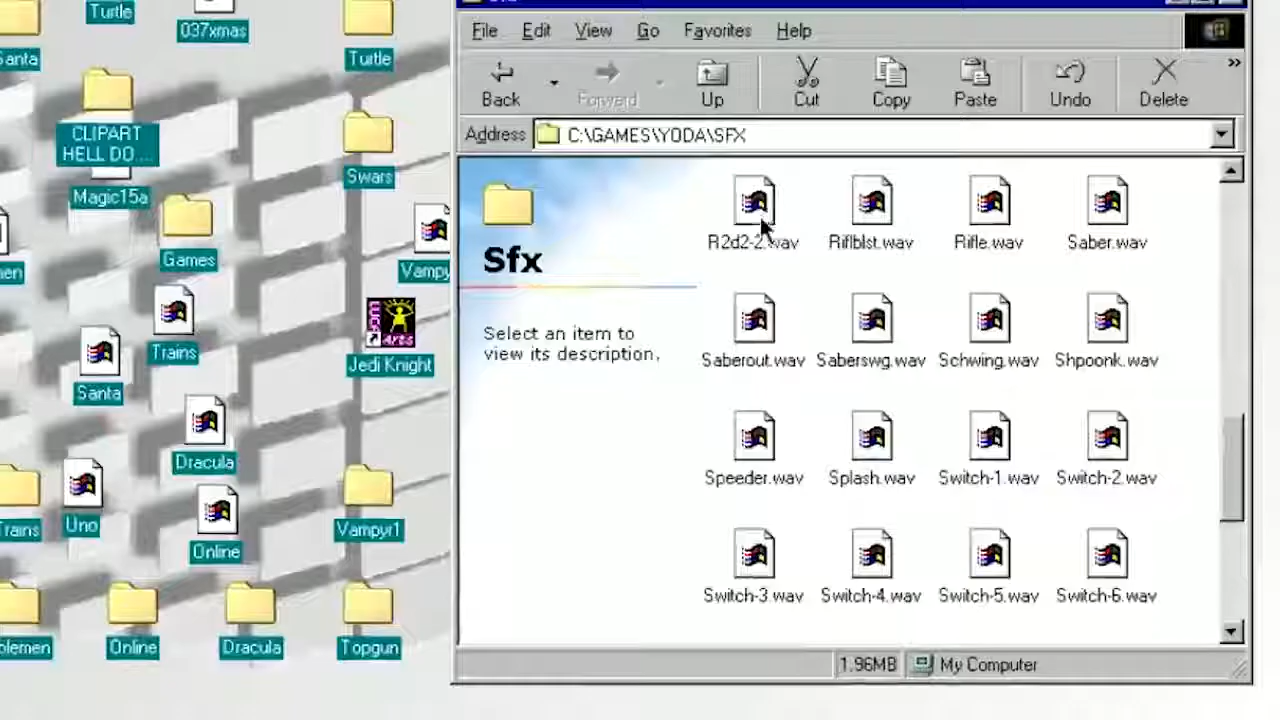 Turtle
037xmas
Santa
Turtle
CLIPART
HELL DO....
Magic15a
Swars
Games
Vampy
Trains
Jedi Knight
Santa
Dracula
Trains
Uno
Online
Vampyr1
Online
Dracula
Topgun
Sfx
File Edit View Go Favorites Help
Back Forward Up Cut Copy Paste Undo Delete
Address C:\GAMES\YODA\SFX
Sfx
Select an item to
view its description.
R2d2-2.wav Riflblst.wav Rifle.wav Saber.wav
Saberout.wav Saberswg.wav Schwing.wav Shpoonk.wav
Speeder.wav Splash.wav Switch-1.wav Switch-2.wav
Switch-3.wav Switch-4.wav Switch-5.wav Switch-6.wav
1.96MB My Computer